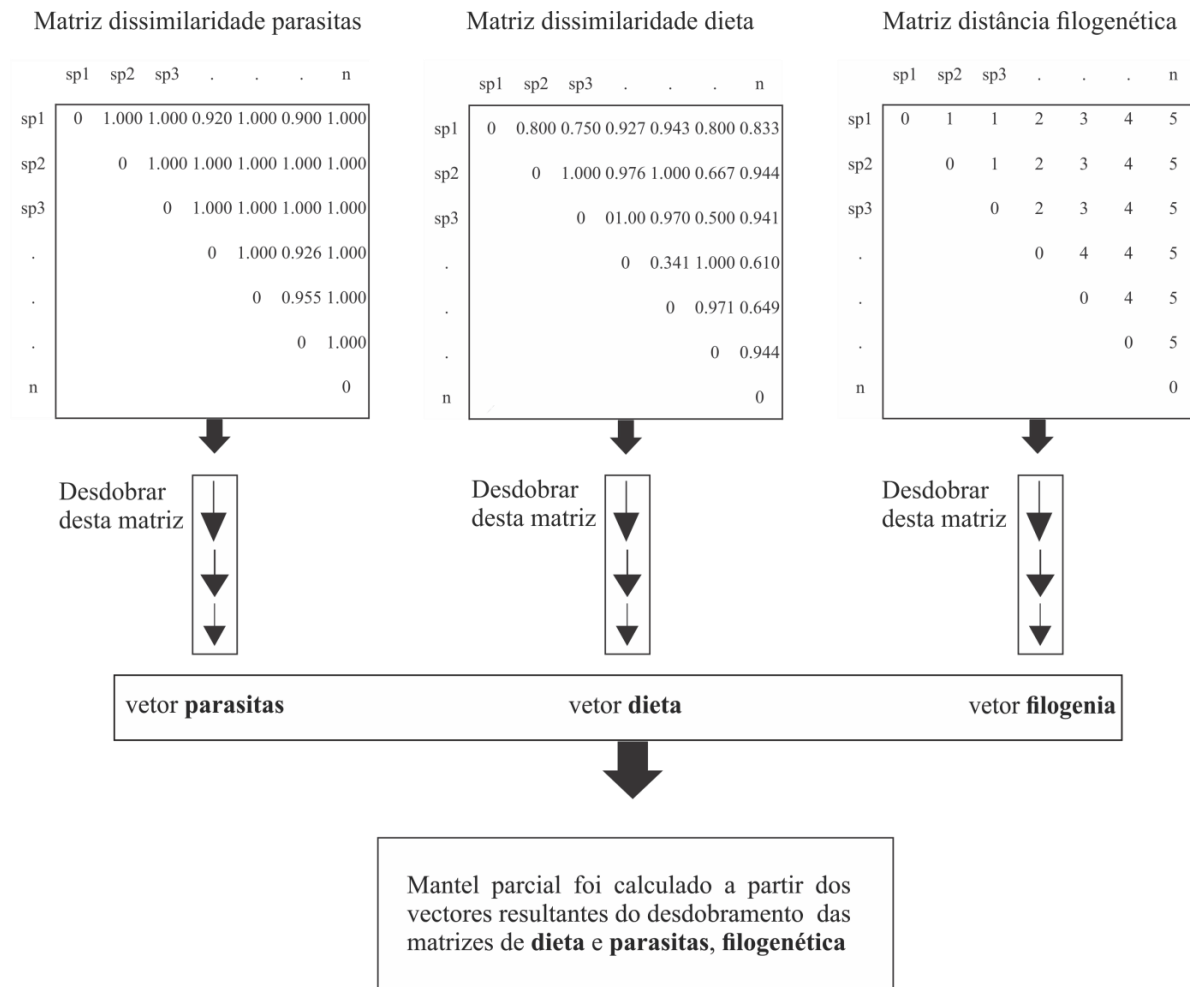 Matriz dissimilaridade parasitas
sp1 sp2 sp3 . . . n
sp1 0 1.000 1.000 0.920 1.000 0.900 1.000
sp2 0 1.000 1.000 1.000 1.000 1.000
sp3 0 1.000 1.000 1.000 1.000
. 0 1.000 0.926 1.000
. 0 0.955 1.000
. 0 1.000
n 0
Matriz dissimilaridade dieta
sp1 sp2 sp3 . . . n
sp1 0 0.800 0.750 0.927 0.943 0.800 0.833
sp2 0 1.000 0.976 1.000 0.667 0.944
sp3 0 01.00 0.970 0.500 0.941
. 0 0.341 1.000 0.610
. 0 0.971 0.649
. 0 0.944
n 0
Matriz distância filogenética
sp1 sp2 sp3 . . . n
sp1 0 1 1 2 3 4 5
sp2 0 1 2 3 4 5
sp3 0 2 3 4 5
. 0 4 4 5
. 0 4 5
. 0 5
n 0
Desdobrar
desta matriz
Desdobrar
desta matriz
Desdobrar
desta matriz
vetor parasitas
vetor dieta
vetor filogenia
Mantel parcial foi calculado a partir dos
vectores resultantes do desdobramento das
matrizes de dieta e parasitas, filogenética